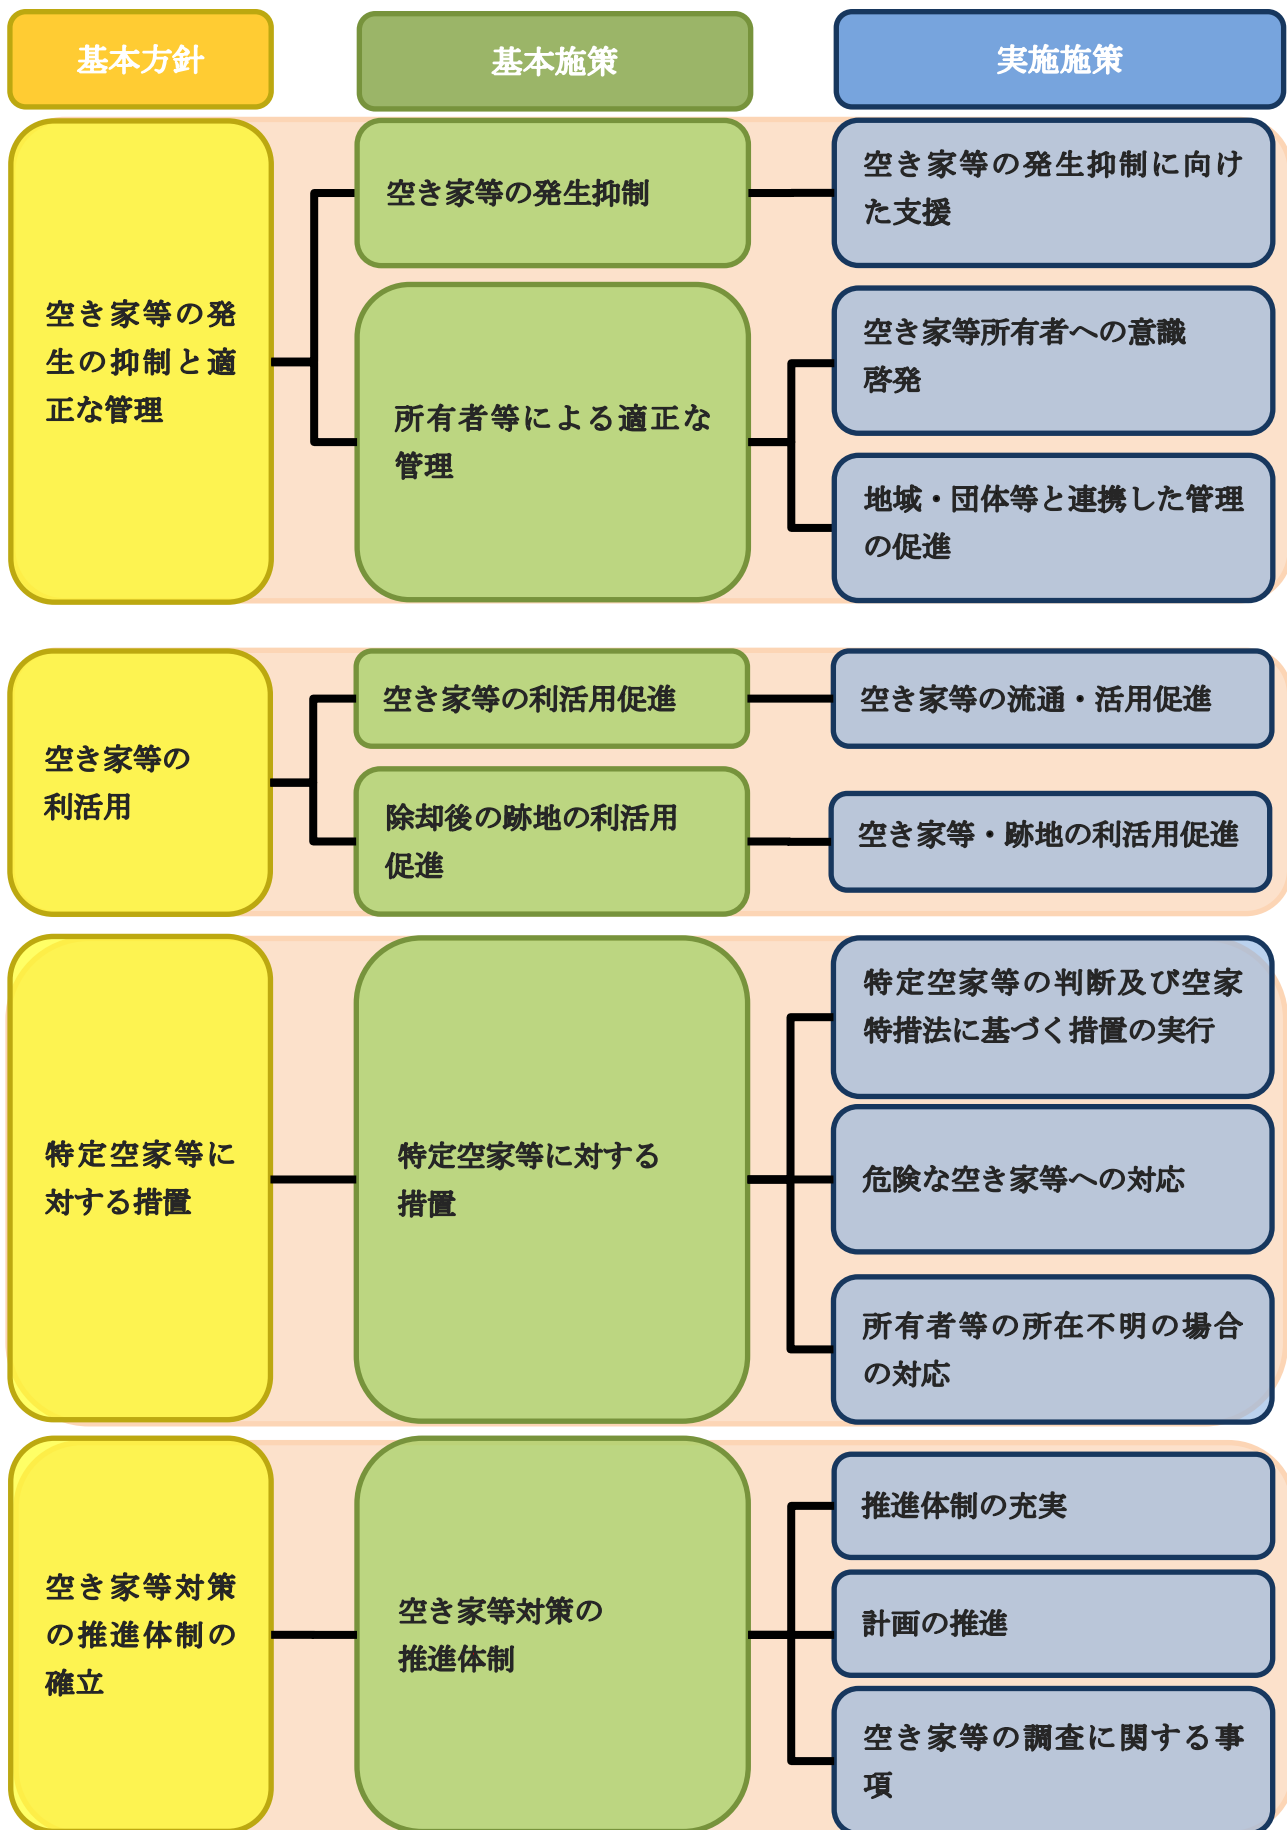 基本方針
基本施策
実施施策
空き家等の発
生の抑制と適
正な管理
空き家等の発生抑制
空き家等の発生抑制に向け
た支援
所有者等による適正な
管理
空き家等所有者への意識
啓発
地域・団体等と連携した管理
の促進
空き家等の
利活用
空き家等の利活用促進
空き家等の流通・活用促進
除却後の跡地の利活用
促進
空き家等・跡地の利活用促進
特定空家等に
対する措置
特定空家等に対する
措置
特定空家等の判断及び空家
特措法に基づく措置の実行
危険な空き家等への対応
所有者等の所在不明の場合
の対応
空き家等対策
の推進体制の
確立
空き家等対策の
推進体制
推進体制の充実
計画の推進
空き家等の調査に関する事
項